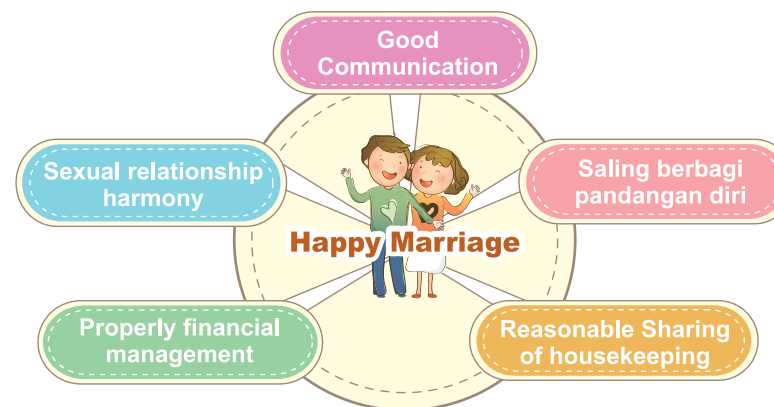 Good
Communication
Sexual relationship
harmony
Saling berbagi
pandangan diri
Happy Marriage
Properly financial
management
Reasonable Sharing
of housekeeping